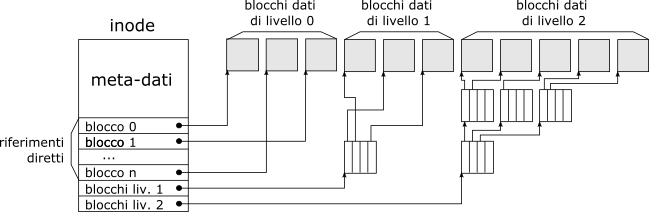 blocchi dati
di livello 0
blocchi dati
di livello 1
blocchi dati
di livello 2
inode
meta-dati
riferimenti
diretti
blocco 0
blocco 1
...
blocco n
blocchi liv. 1
blocchi liv. 2